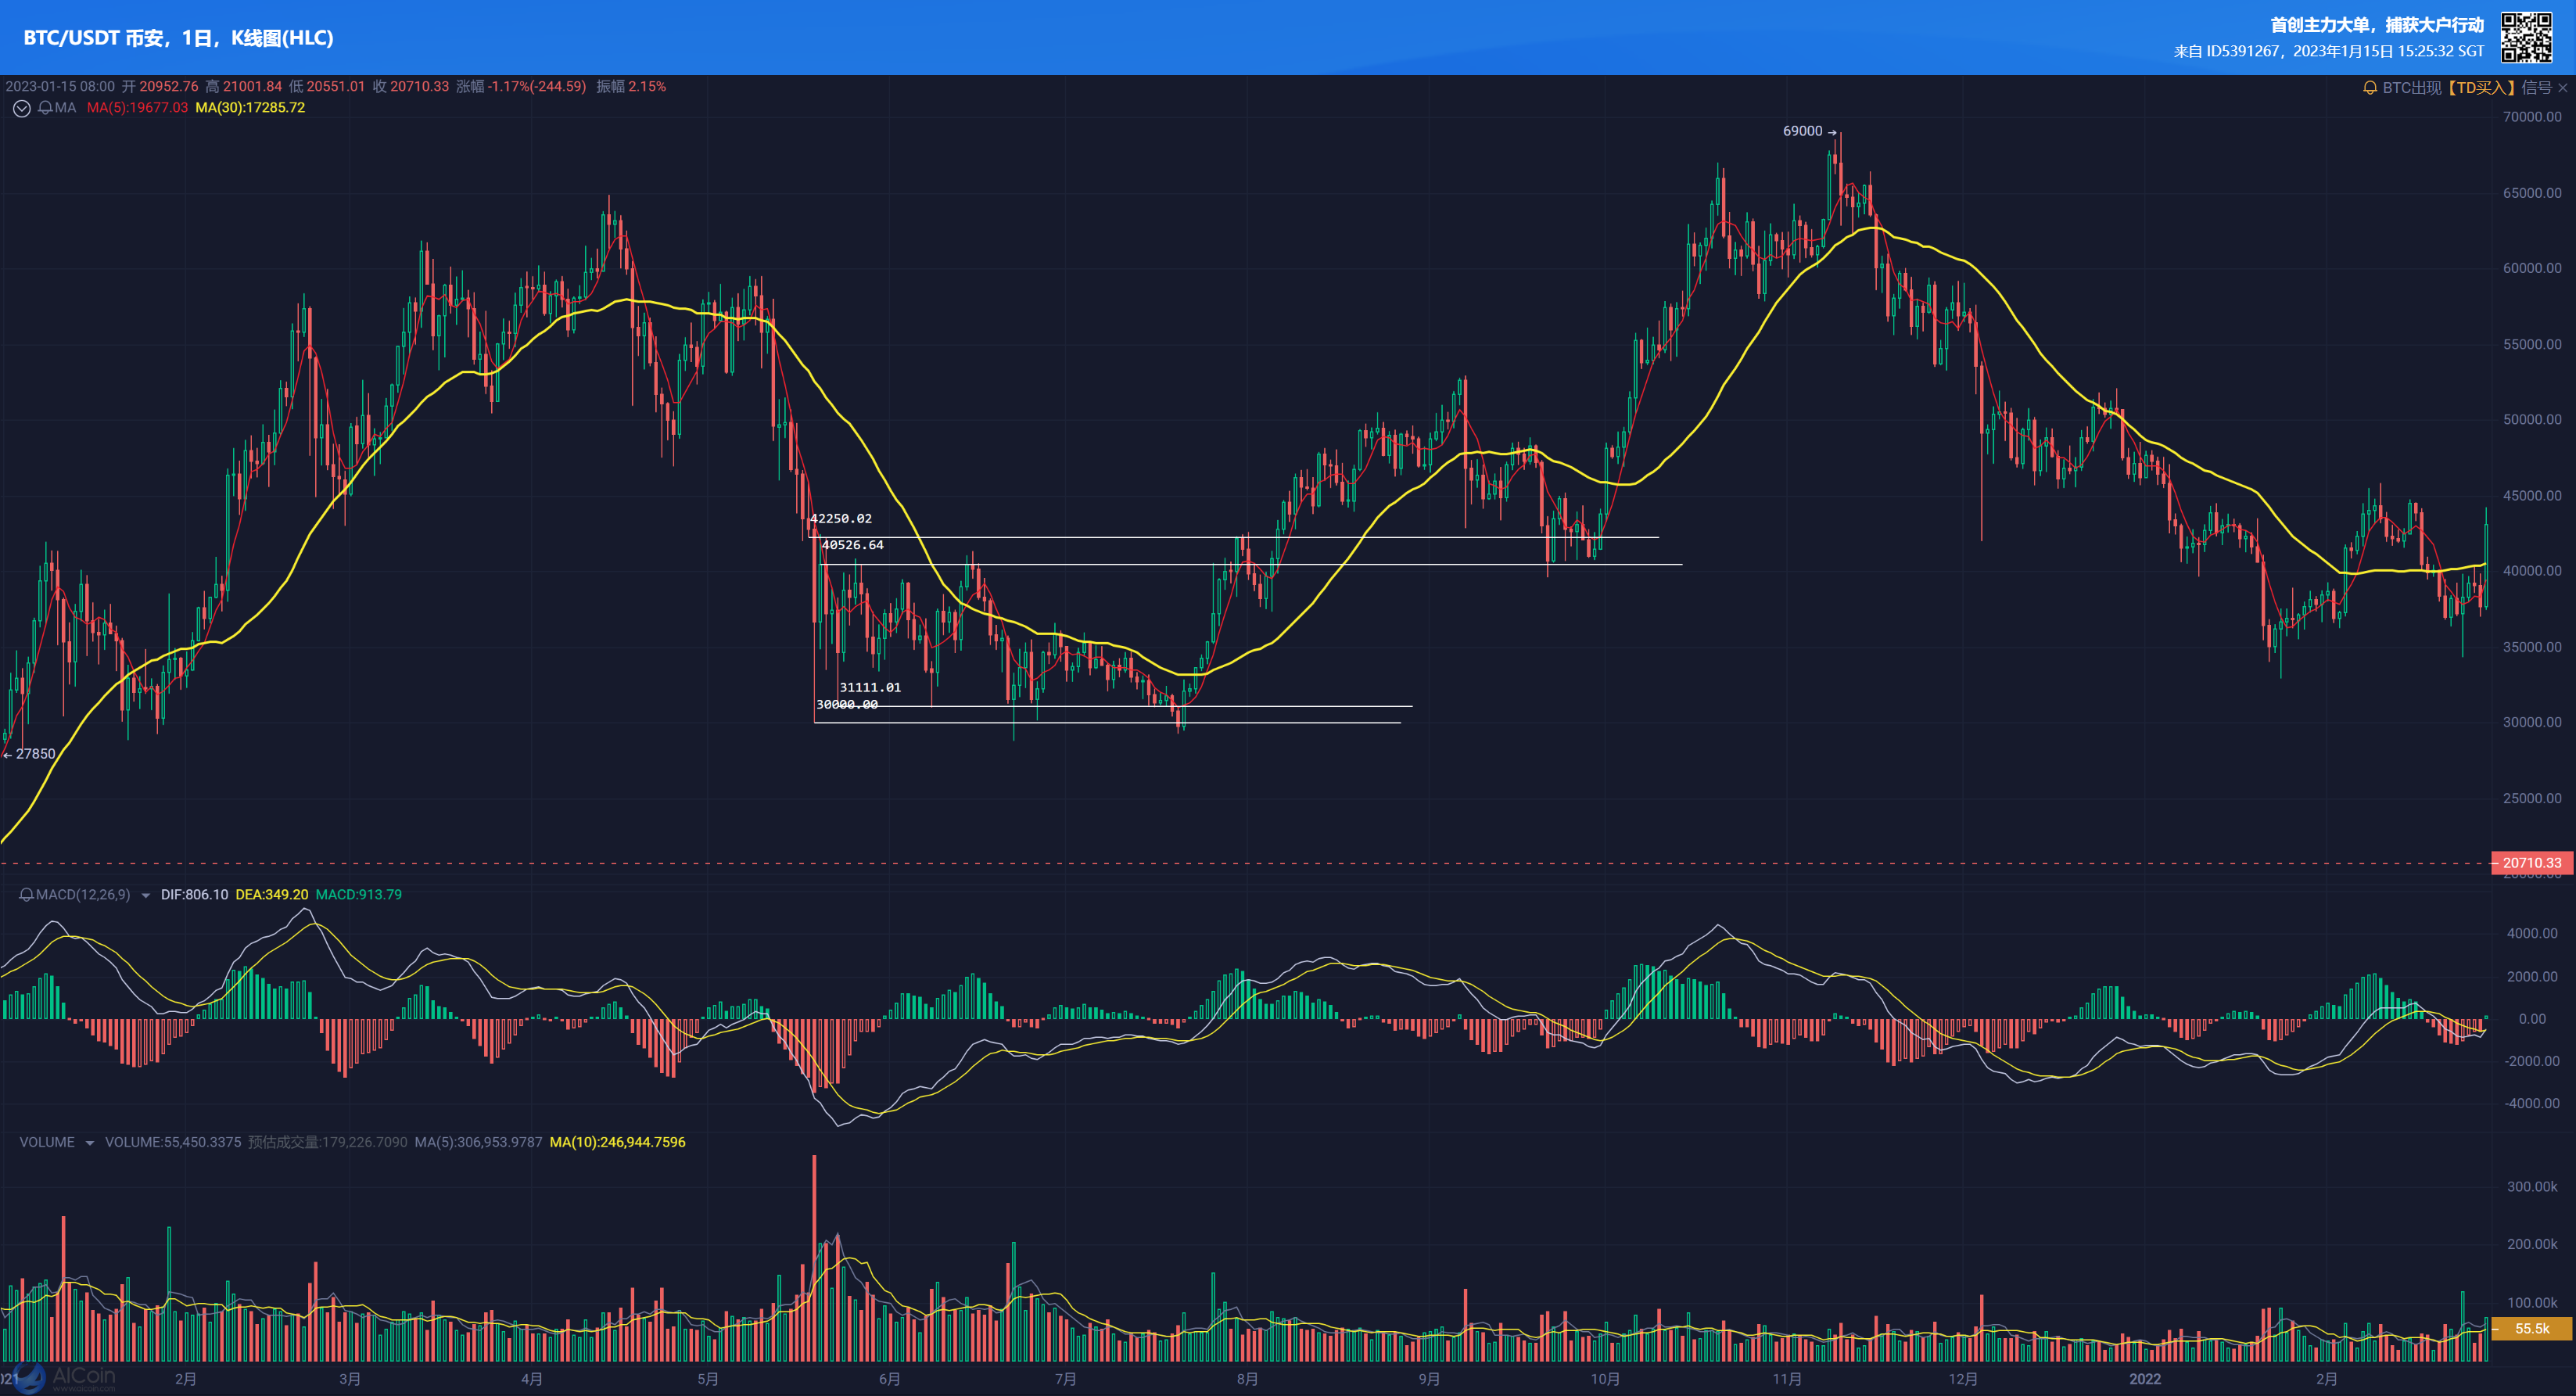 BTC/USDT 币安，1日，K线图(HLC)
首创主力大单，捕获大户行动
来自 ID5391267，2023年1月15日 15:25:32 SGT
2023-01-15 08:00 开 20952.76 高 21001.84 低 20551.01 收 20710.33 涨幅 -1.17%(-244.59) 振幅 2.15%
BTC出现【TD买入】信号 ×
MA MA(5):19677.03 MA(30):17285.72
70000.00
69000 →
65000.00
60000.00
55000.00
50000.00
45000.00
42250.02
40526.64
40000.00
35000.00
31111.01
30000.00
30000.00
← 27850
25000.00
20710.33
MACD(12,26,9) DIF:806.10 DEA:349.20 MACD:913.79
4000.00
2000.00
0.00
-2000.00
-4000.00
VOLUME VOLUME:55,450.3375 预估成交量:179,226.7090 MA(5):306,953.9787 MA(10):246,944.7596
300.00k
200.00k
100.00k
55.5k
AICoin
www.aicoin.com
021 2月 3月 4月 5月 6月 7月 8月 9月 10月 11月 12月 2022 2月